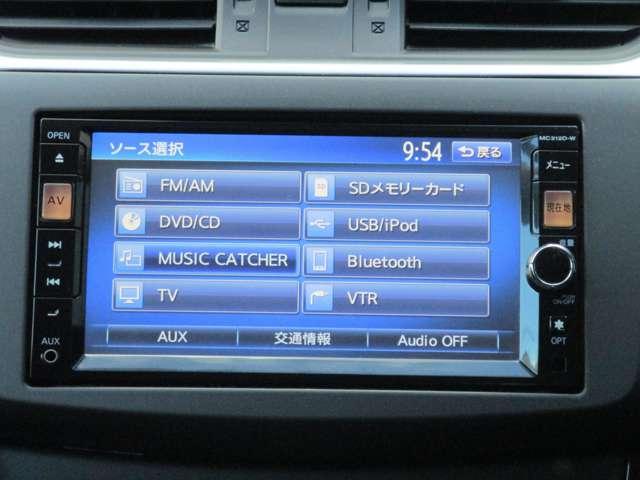 OPEN
MC312D-W
ソース選択
9:54
戻る
メニュー
AV
現在地
FM/AM
SDメモリーカード
DVD/CD
USB/iPod
MUSIC CATCHER
Bluetooth
TV
VTR
AUX
交通情報
Audio OFF
AUX
ON・OFF
OPT